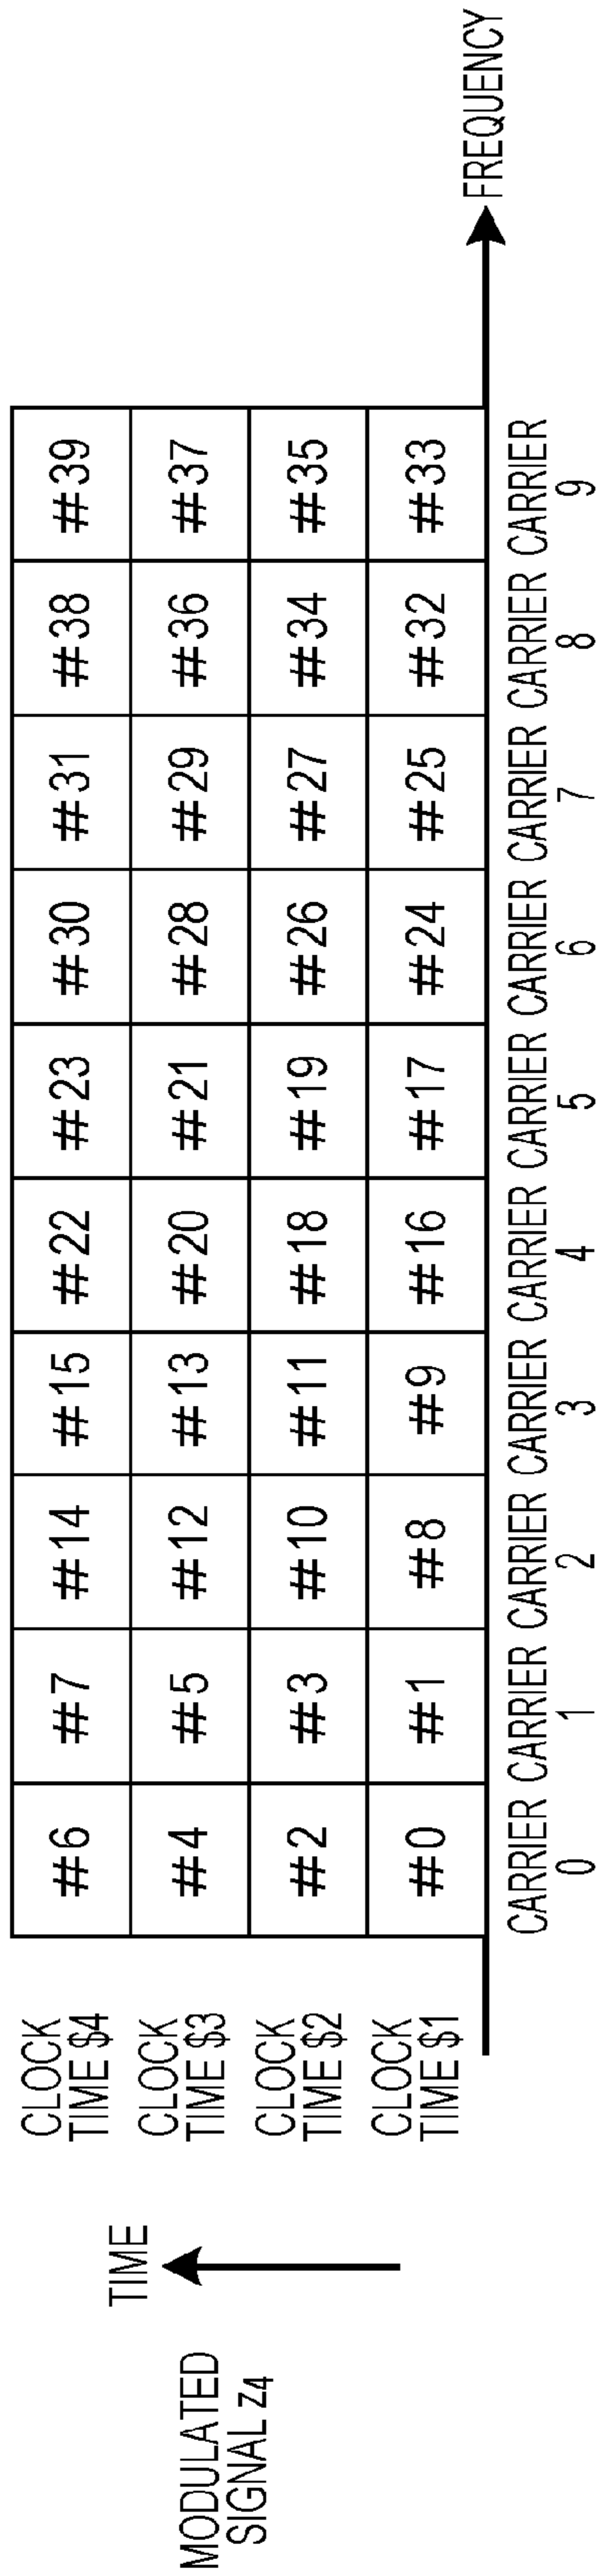 MODULATED
SIGNAL z4
TIME
CLOCK
TIME $4
#6 #7 #14 #15 #22 #23 #30 #31 #38 #39
CLOCK
TIME $3
#4 #5 #12 #13 #20 #21 #28 #29 #36 #37
CLOCK
TIME $2
#2 #3 #10 #11 #18 #19 #26 #27 #34 #35
CLOCK
TIME $1
#0 #1 #8 #9 #16 #17 #24 #25 #32 #33
FREQUENCY
CARRIER CARRIER CARRIER CARRIER CARRIER CARRIER CARRIER CARRIER CARRIER CARRIER
0 1 2 3 4 5 6 7 8 9